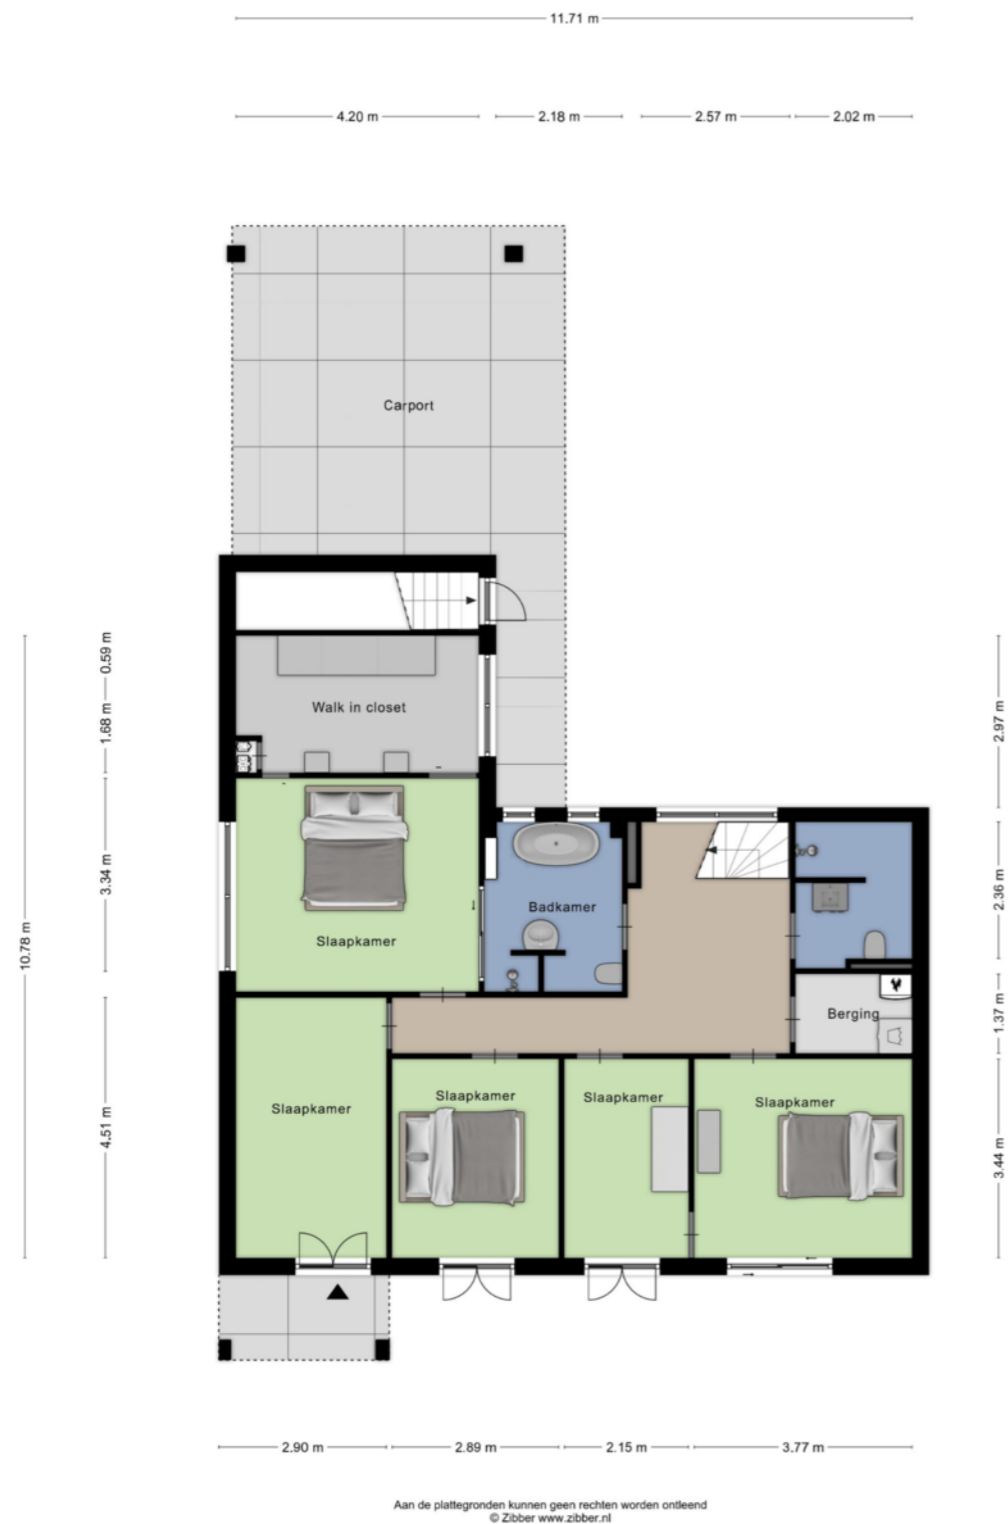 11.71 m
4.20 m
2.18 m
2.57 m
2.02 m
Carport
0.59 m
Walk in closet
1.68 m
2.97 m
3.34 m
Badkamer
2.36 m
Slaapkamer
10.78 m
Berging
1.37 m
Slaapkamer
Slaapkamer
Slaapkamer
Slaapkamer
4.51 m
3.44 m
2.90 m
2.89 m
2.15 m
3.77 m
Aan de plattegronden kunnen geen rechten worden ontleend
© Zibber www.zibber.nl